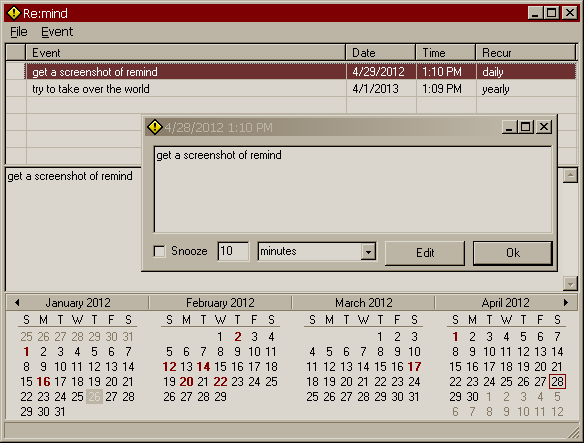 Re:mind
File Event
Event Date Time Recur
get a screenshot of remind 4/29/2012 1:10 PM daily
try to take over the world 4/1/2013 1:09 PM yearly
4/28/2012 1:10 PM
get a screenshot of remind
Snooze 10 minutes Edit Ok
get a screenshot of remind
January 2012 February 2012 March 2012 April 2012
S M T W T F S S M T W T F S S M T W T F S S M T W T F S
25 26 27 28 29 30 31 1 2 3 4 1 2 3 1 2 3 4 5 6 7
1 2 3 4 5 6 7 5 6 7 8 9 10 11 4 5 6 7 8 9 10 8 9 10 11 12 13 14
8 9 10 11 12 13 14 12 13 14 15 16 17 18 11 12 13 14 15 16 17 15 16 17 18 19 20 21
15 16 17 18 19 20 21 19 20 21 22 23 24 25 18 19 20 21 22 23 24 22 23 24 25 26 27 28
22 23 24 25 26 27 28 26 27 28 29 25 26 27 28 29 30 31 29 30 1 2 3 4 5
29 30 31 6 7 8 9 10 11 12